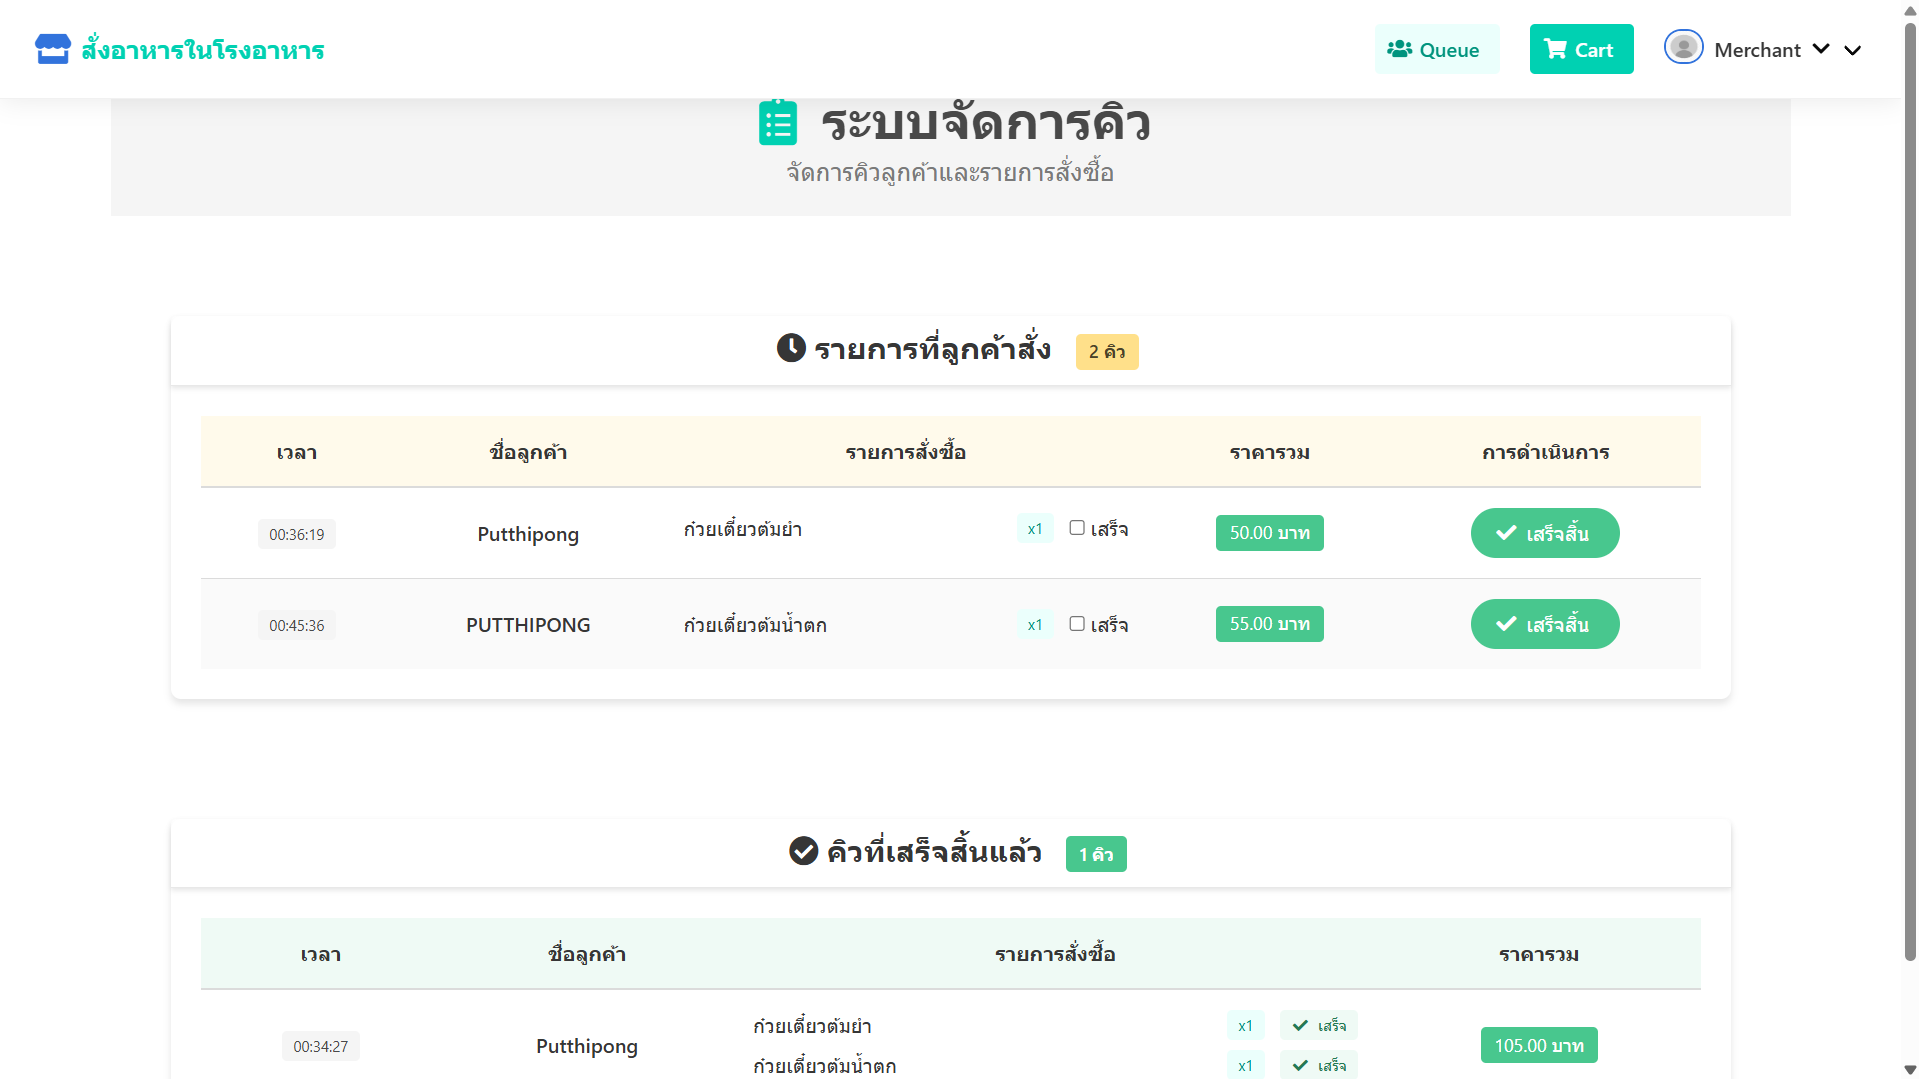 สั่งอาหารในโรงอาหาร
Queue
Cart
Merchant
ระบบจัดการคิว
จัดการคิวลูกค้าและรายการสั่งซื้อ
รายการที่ลูกค้าสั่ง 2 คิว
เวลา ชื่อลูกค้า รายการสั่งซื้อ ราคารวม การดำเนินการ
00:36:19 Putthipong ก๋วยเตี๋ยวต้มยำ x1 เสร็จ 50.00 บาท เสร็จสิ้น
00:45:36 PUTTHIPONG ก๋วยเตี๋ยวต้มน้ำตก x1 เสร็จ 55.00 บาท เสร็จสิ้น
คิวที่เสร็จสิ้นแล้ว 1 คิว
เวลา ชื่อลูกค้า รายการสั่งซื้อ ราคารวม
00:34:27 Putthipong ก๋วยเตี๋ยวต้มยำ x1 เสร็จ 105.00 บาท
ก๋วยเตี๋ยวต้มน้ำตก x1 เสร็จ